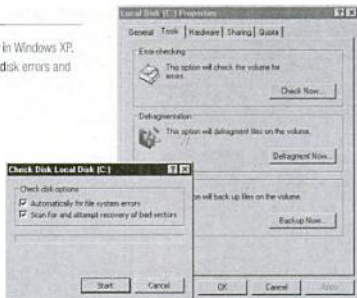 in Windows XP.
disk errors and
Local Disk (C:) Properties
General Tools Hardware Sharing Quota
Error-checking
This option will check the volume for
errors.
Check Now...
Defragmentation
This option will defragment files on the volume.
Defragment Now...
on will back up files on the volume.
Backup Now...
OK Cancel Apply
Check Disk Local Disk (C:)
Check disk options
Automatically fix file system errors
Scan for and attempt recovery of bad sectors
Start Cancel